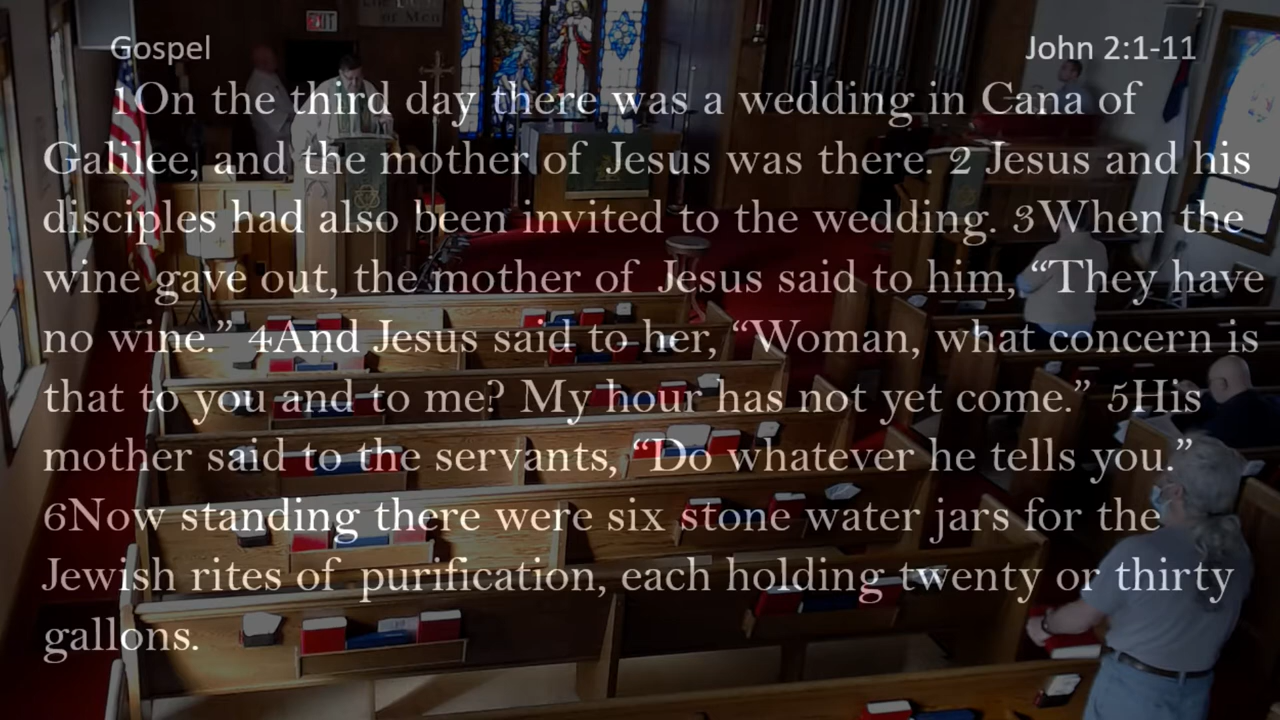 EXIT
of Men
Gospel
John 2:1-11
1On the third day there was a wedding in Cana of
Galilee, and the mother of Jesus was there. 2 Jesus and his
disciples had also been invited to the wedding. 3When the
wine gave out, the mother of Jesus said to him, “They have
no wine.” 4And Jesus said to her, “Woman, what concern is
that to you and to me? My hour has not yet come.” 5His
mother said to the servants, “Do whatever he tells you.”
6Now standing there were six stone water jars for the
Jewish rites of purification, each holding twenty or thirty
gallons.